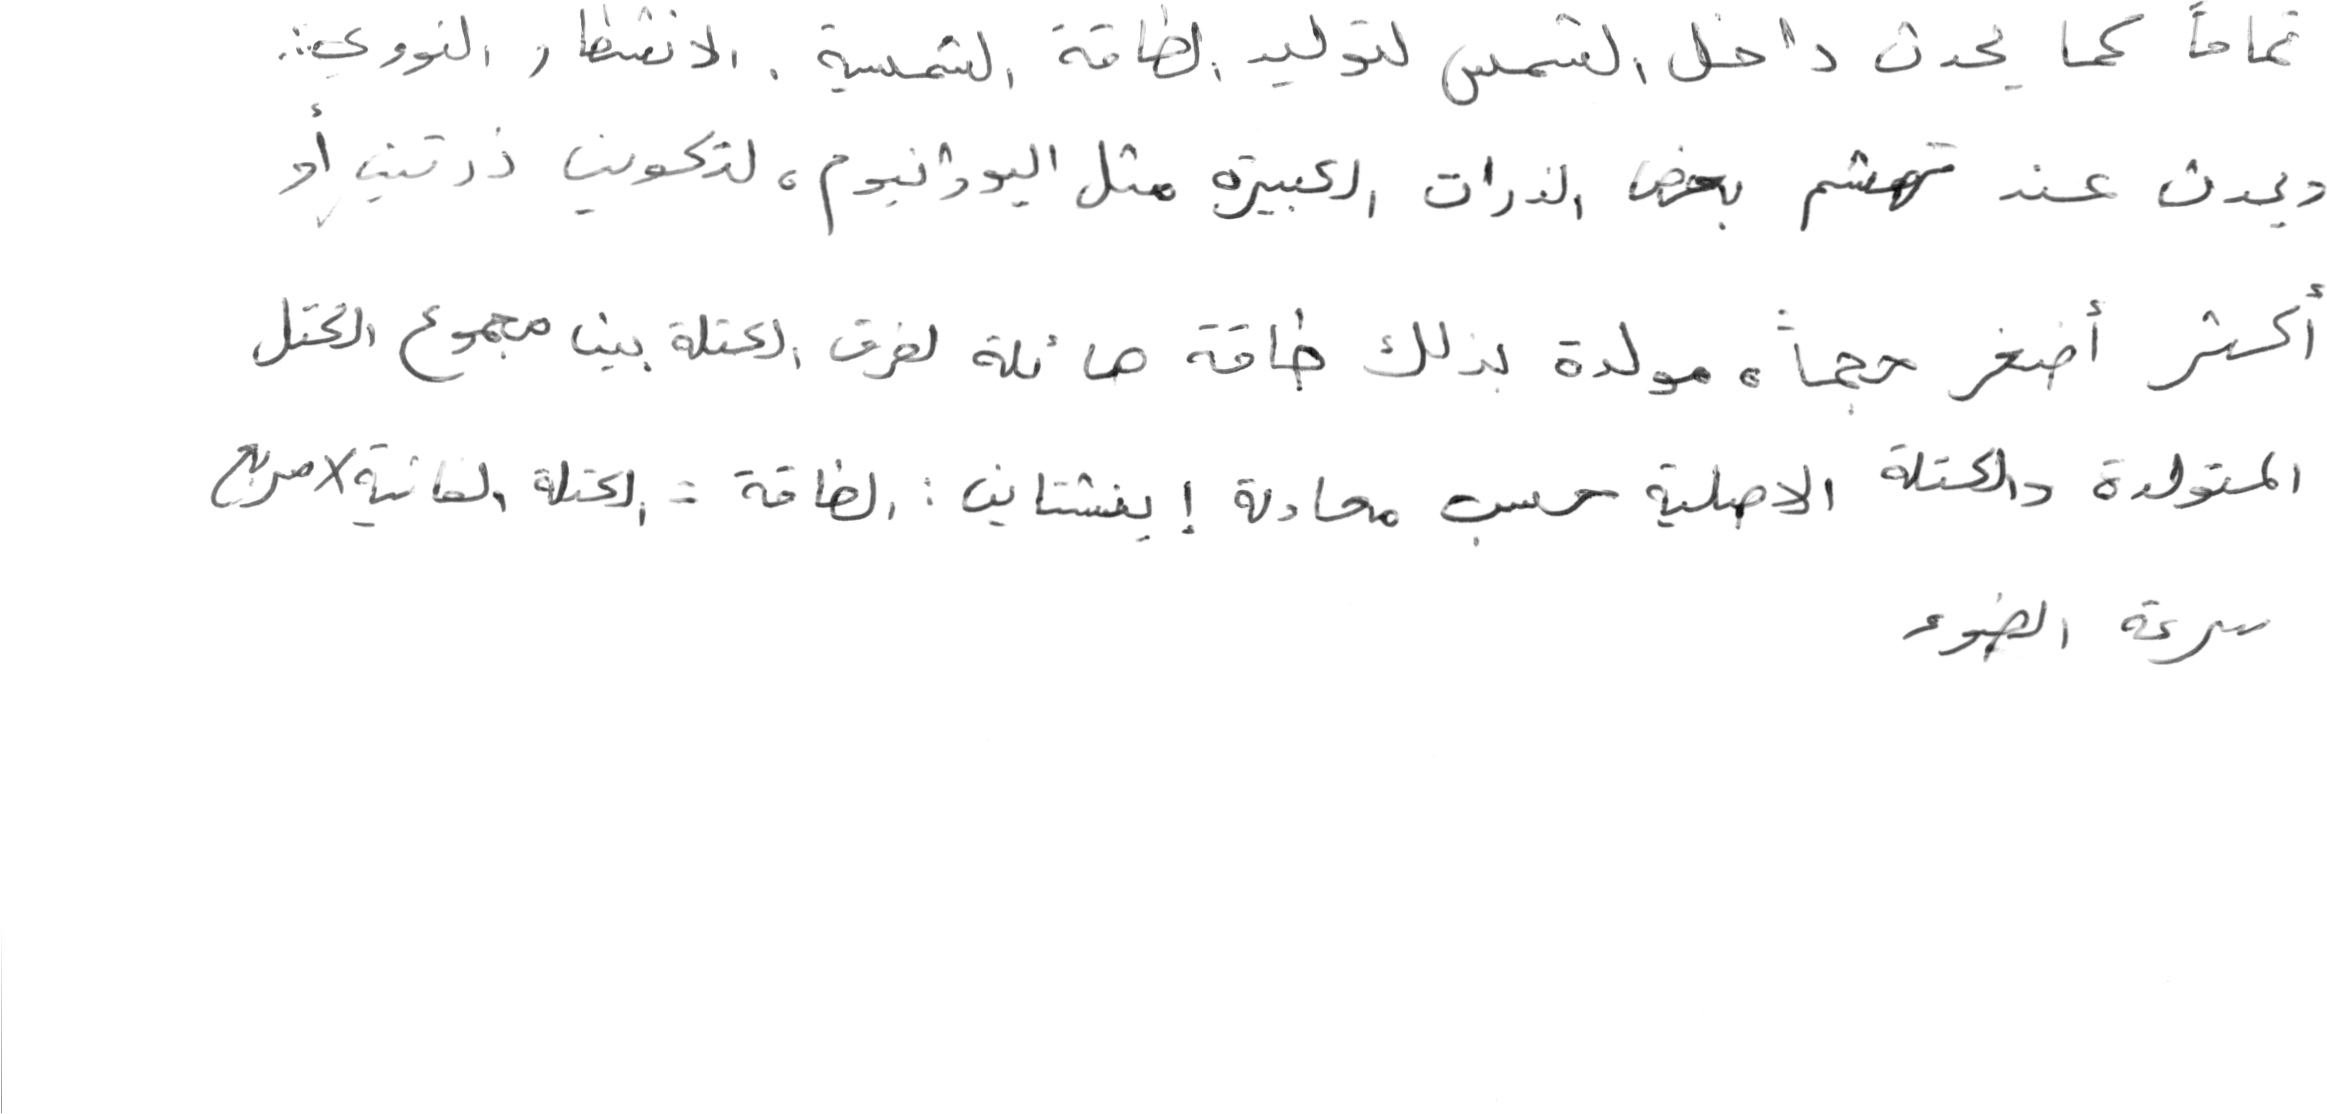 تماماً كما يحدث داخل الشمس لتوليد الطاقة الشمسية . الانشطار النووي :
ويحدث عند تهشم بعض الذرات الكبيرة مثل اليورانيوم ، لتكوين ذرتين أو
أكثر أصغر حجماً ، مولدة بذلك طاقة هائلة لفرق الكتلة بين مجموع الكتل
المتولدة والكتلة الاصلية حسب معادلة إينشتاين : الطاقة = الكتلة الفانية × مربع
سرعة الضوء